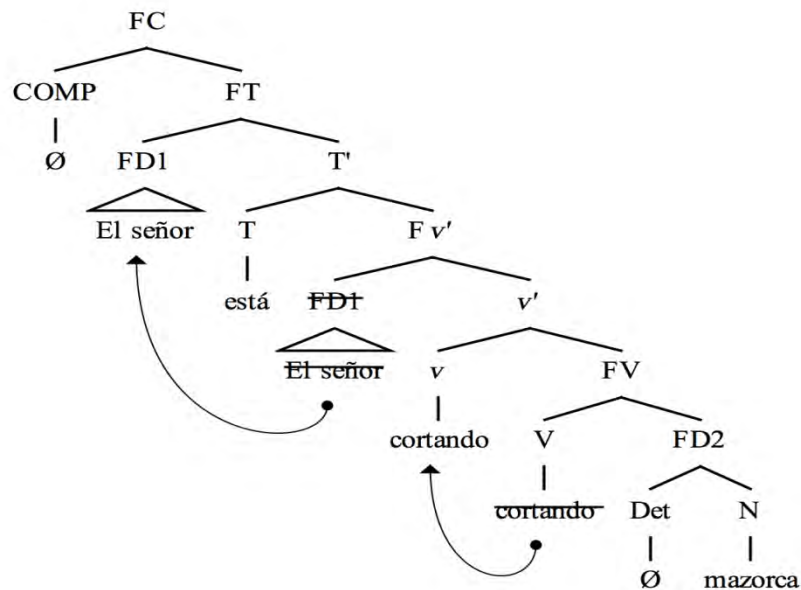 FC
COMP FT
Ø FD1 T'
El señor T F v'
está FD1 v'
El señor v FV
cortando V FD2
cortando Det N
Ø mazorca